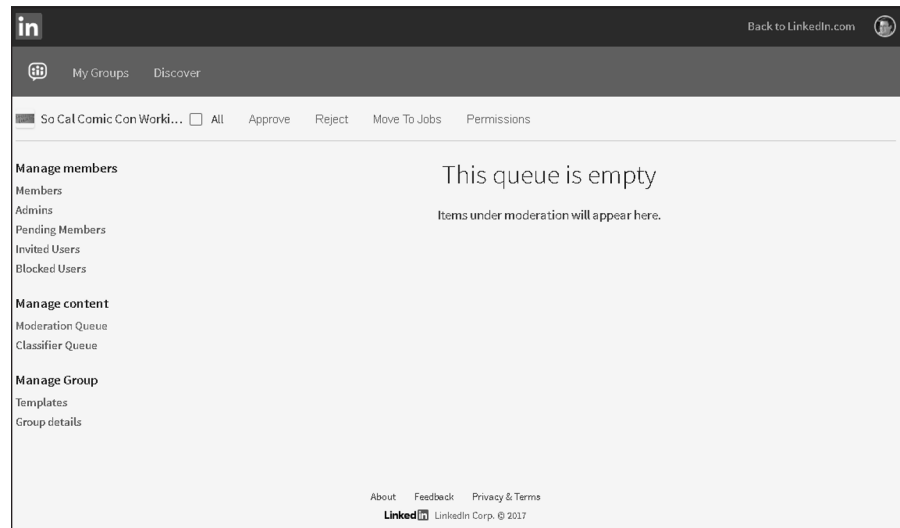 in
Back to LinkedIn.com
My Groups Discover
So Cal Comic Con Worki... All Approve Reject Move To Jobs Permissions
Manage members
Members
Admins
Pending Members
Invited Users
Blocked Users
Manage content
Moderation Queue
Classifier Queue
Manage Group
Templates
Group details
This queue is empty
Items under moderation will appear here.
About Feedback Privacy & Terms
Linkedin LinkedIn Corp. © 2017